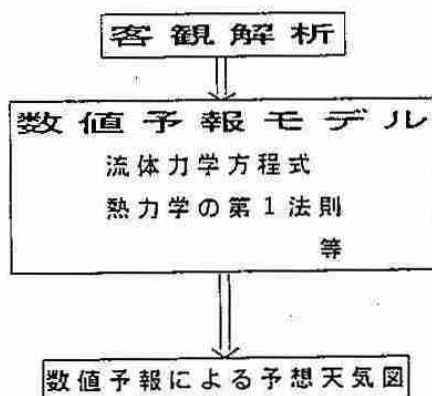 客観解析
数値予報モデル
流体力学方程式
熱力学の第１法則
等
数値予報による予想天気図